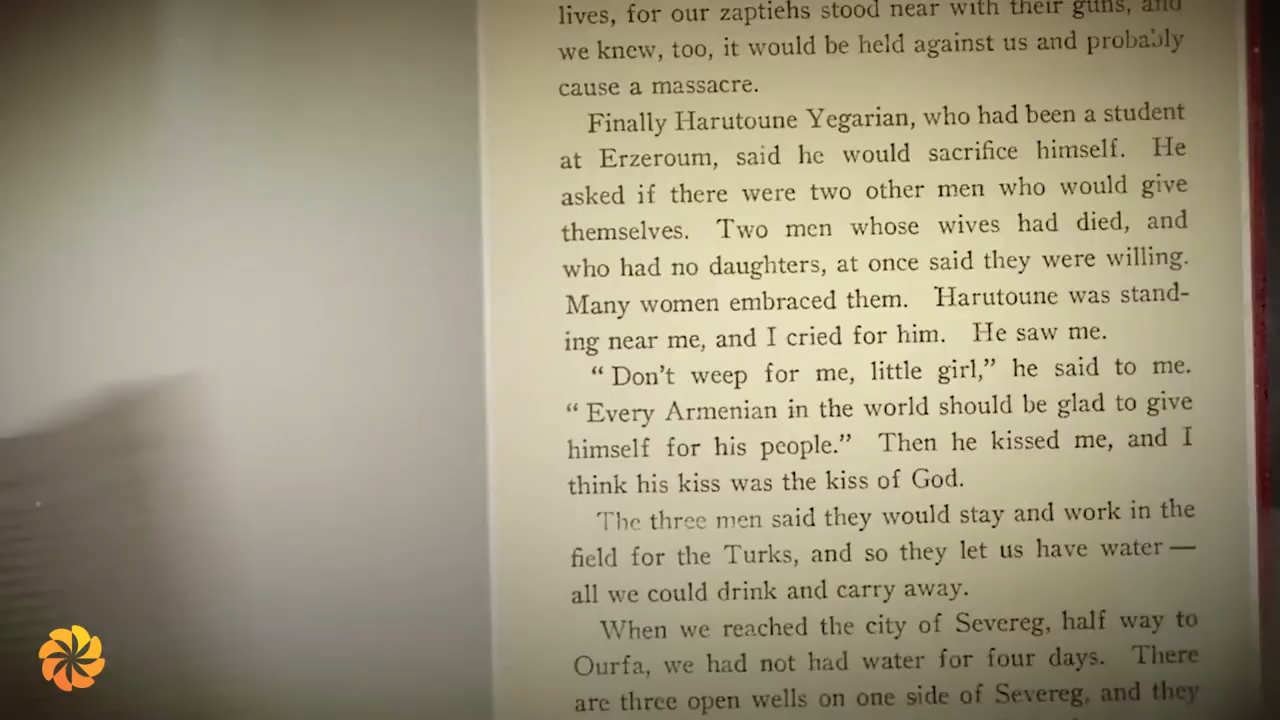 lives, for our zaptiehs stood near with their guns, and
we knew, too, it would be held against us and probably
cause a massacre.
Finally Harutoune Yegarian, who had been a student
at Erzeroum, said he would sacrifice himself. He
asked if there were two other men who would give
themselves. Two men whose wives had died, and
who had no daughters, at once said they were willing.
Many women embraced them. Harutoune was stand-
ing near me, and I cried for him. He saw me.
“ Don’t weep for me, little girl,” he said to me.
“ Every Armenian in the world should be glad to give
himself for his people.” Then he kissed me, and I
think his kiss was the kiss of God.
The three men said they would stay and work in the
field for the Turks, and so they let us have water —
all we could drink and carry away.
When we reached the city of Severeg, half way to
Ourfa, we had not had water for four days. There
are three open wells on one side of Severeg, and they